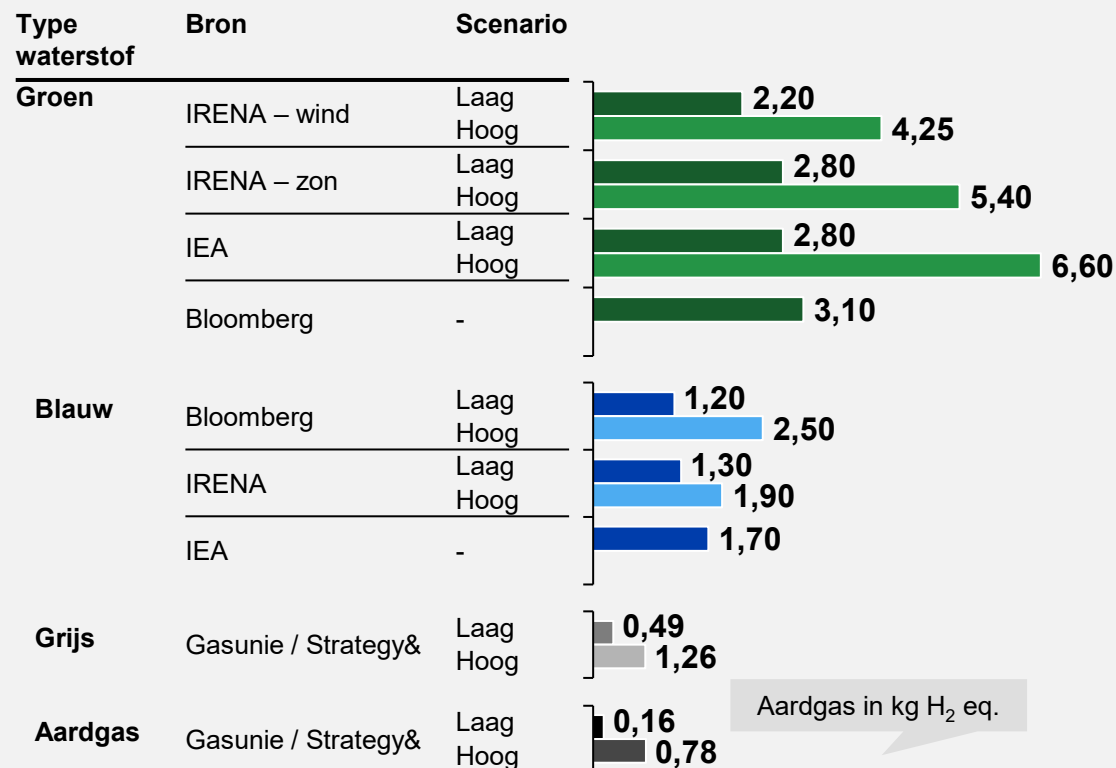 Type waterstof Bron Scenario
Groen IRENA – wind Laag 2,20
Hoog 4,25
IRENA – zon Laag 2,80
Hoog 5,40
IEA Laag 2,80
Hoog 6,60
Bloomberg - 3,10
Blauw Bloomberg Laag 1,20
Hoog 2,50
IRENA Laag 1,30
Hoog 1,90
IEA - 1,70
Grijs Gasunie / Strategy& Laag 0,49
Hoog 1,26
Aardgas in kg H₂ eq.
Aardgas Gasunie / Strategy& Laag 0,16
Hoog 0,78